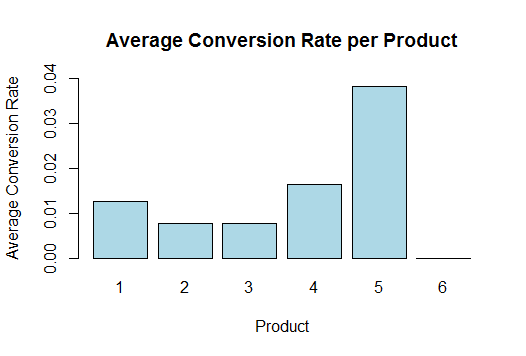 Average Conversion Rate per Product
Average Conversion Rate
0.04
0.03
0.02
0.01
0.00
1 2 3 4 5 6
Product